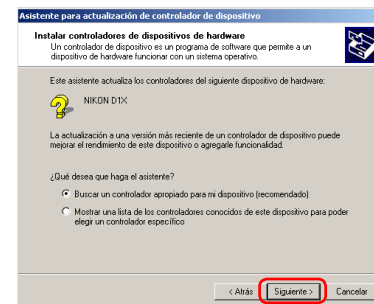 Asistente para actualización de controlador de dispositivo
Instalar controladores de dispositivos de hardware
Un controlador de dispositivo es un programa de software que permite a un
dispositivo de hardware funcionar con un sistema operativo.
Este asistente actualiza los controladores del siguiente dispositivo de hardware:
NIKON D1X
La actualización a una versión más reciente de un controlador de dispositivo puede
mejorar el rendimiento de este dispositivo o agregarle funcionalidad.
¿Qué desea que haga el asistente?
Buscar un controlador apropiado para mi dispositivo (recomendado)
Mostrar una lista de los controladores conocidos de este dispositivo para poder
elegir un controlador específico
< Atrás Siguiente > Cancelar